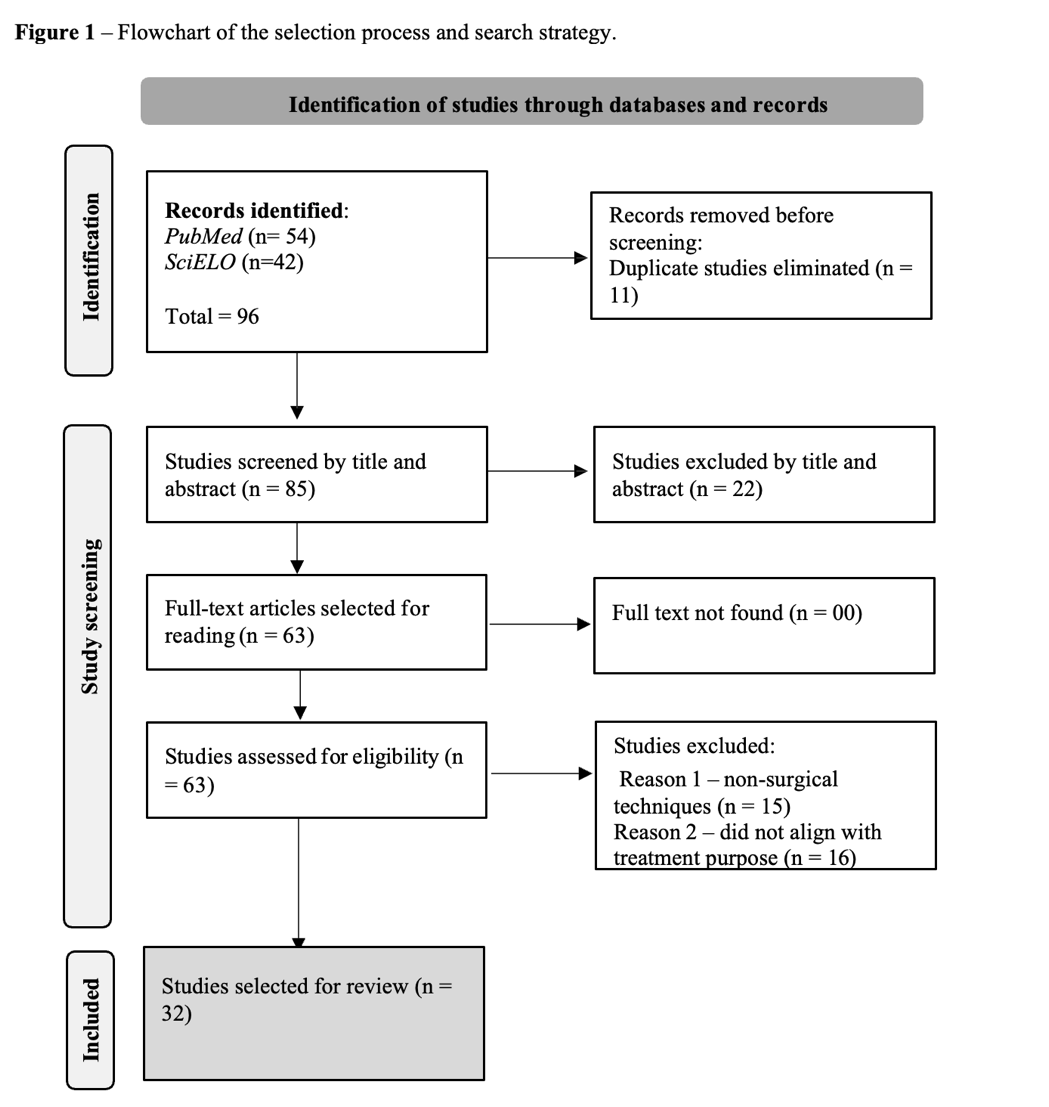 Figure 1 – Flowchart of the selection process and search strategy.
Identification of studies through databases and records
Identification
Records identified:
PubMed (n= 54)
SciELO (n=42)
Total = 96
Records removed before
screening:
Duplicate studies eliminated (n =
11)
Study screening
Studies screened by title and
abstract (n = 85)
Studies excluded by title and
abstract (n = 22)
Full-text articles selected for
reading (n = 63)
Full text not found (n = 00)
Studies assessed for eligibility (n
= 63)
Studies excluded:
Reason 1 – non-surgical
techniques (n = 15)
Reason 2 – did not align with
treatment purpose (n = 16)
Included
Studies selected for review (n =
32)